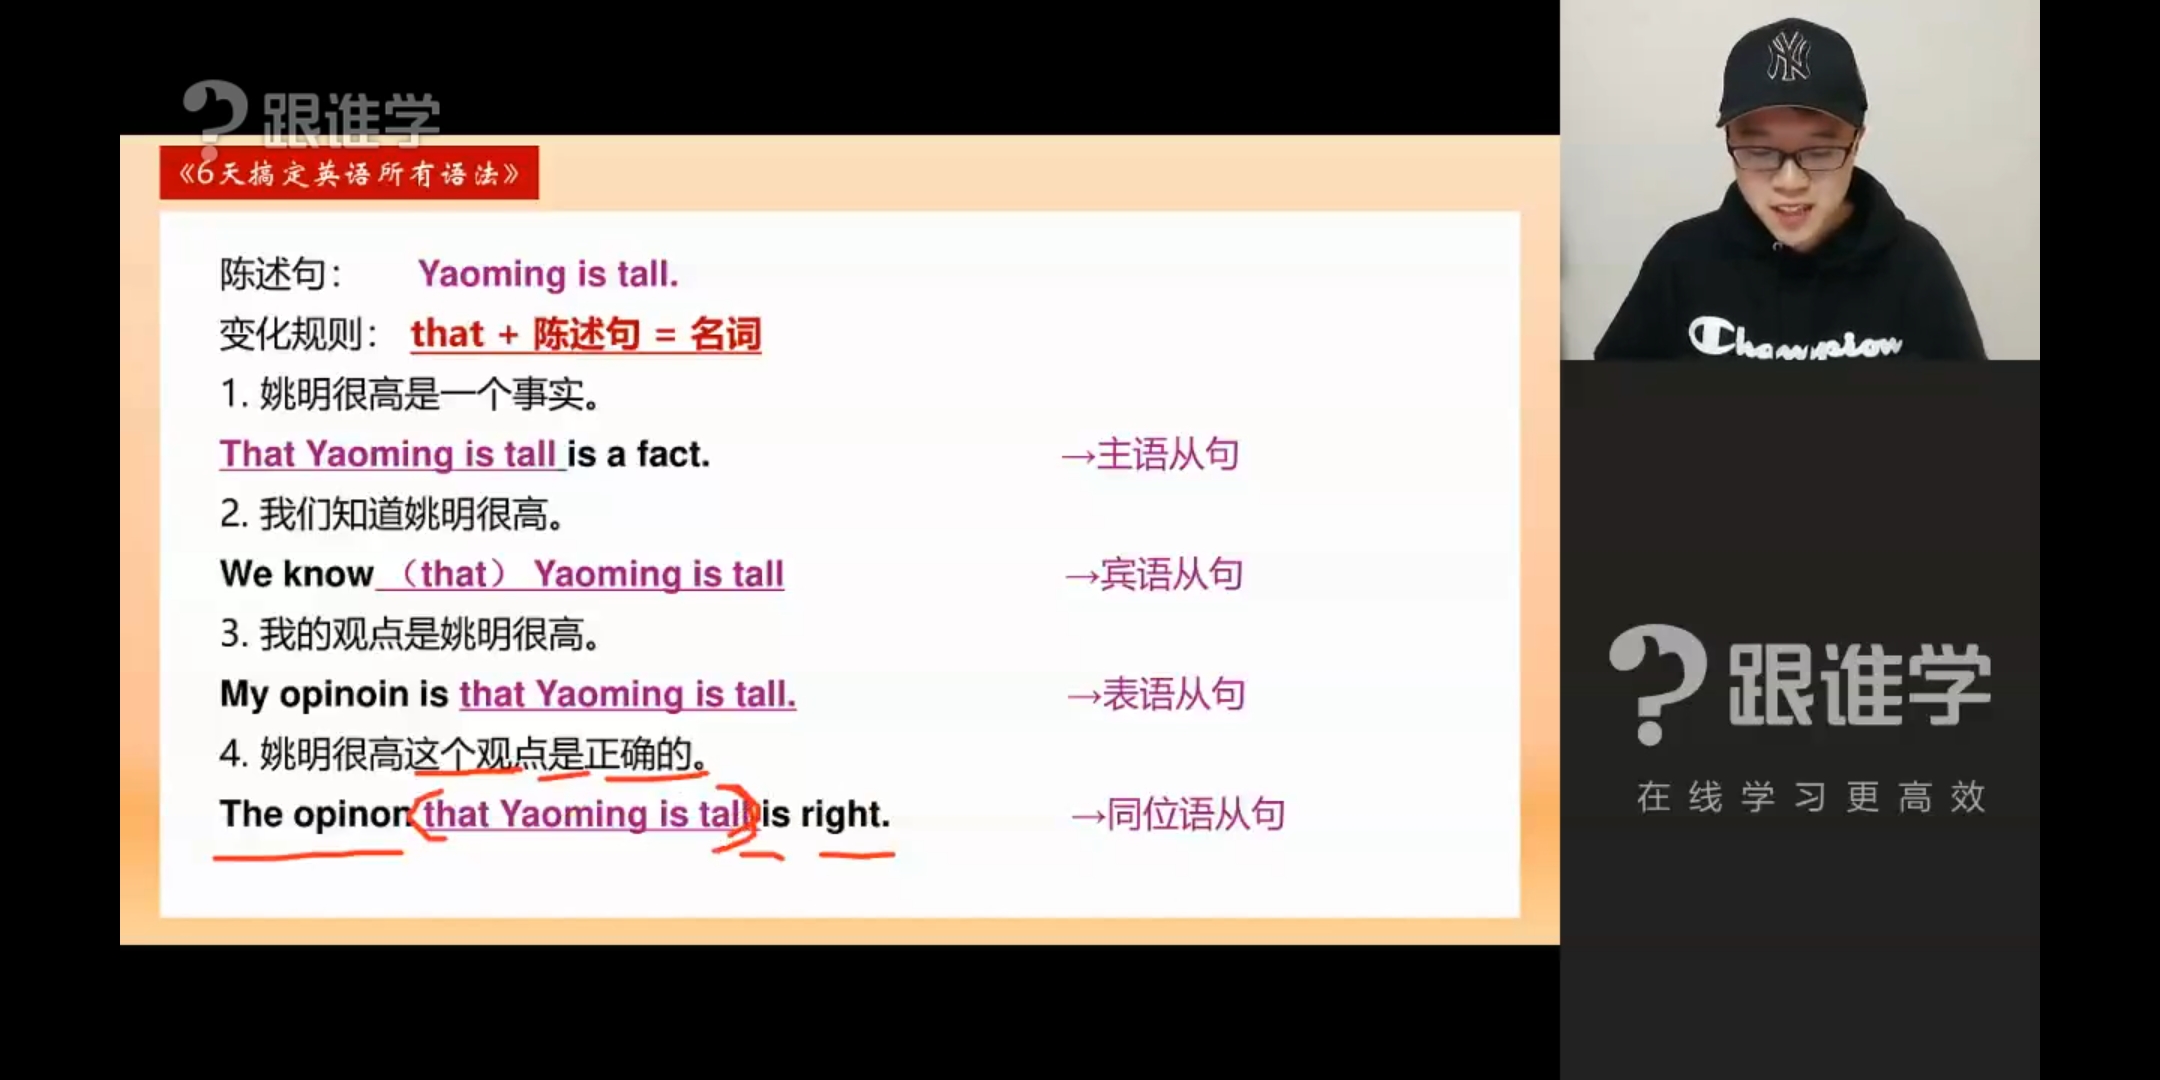 跟谁学
《6天搞定英语所有语法》
陈述句： Yaoming is tall.
变化规则： that + 陈述句 = 名词
1. 姚明很高是一个事实。
That Yaoming is tall is a fact. →主语从句
2. 我们知道姚明很高。
We know （that） Yaoming is tall →宾语从句
3. 我的观点是姚明很高。
My opinoin is that Yaoming is tall. →表语从句
4. 姚明很高这个观点是正确的。
The opinon that Yaoming is tall is right. →同位语从句
NY
Champion
跟谁学
在线学习更高效